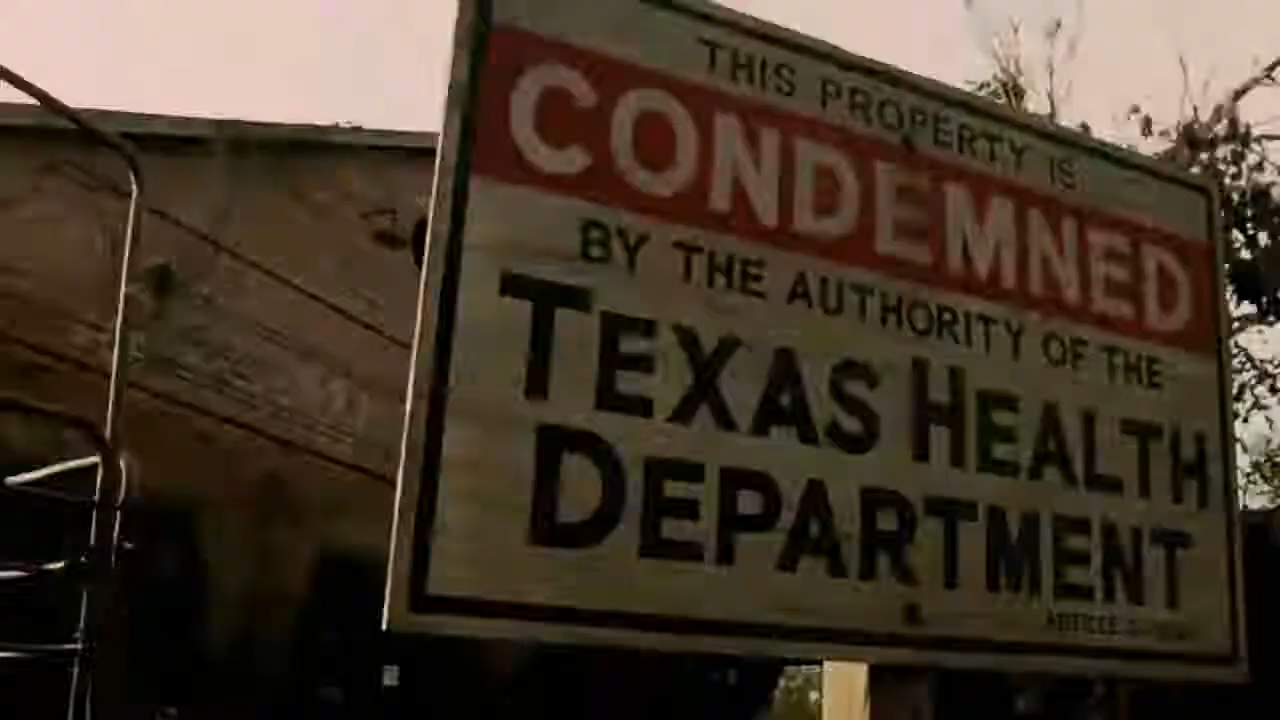 THIS PROPERTY IS
CONDEMNED
BY THE AUTHORITY OF THE
TEXAS HEALTH
DEPARTMENT